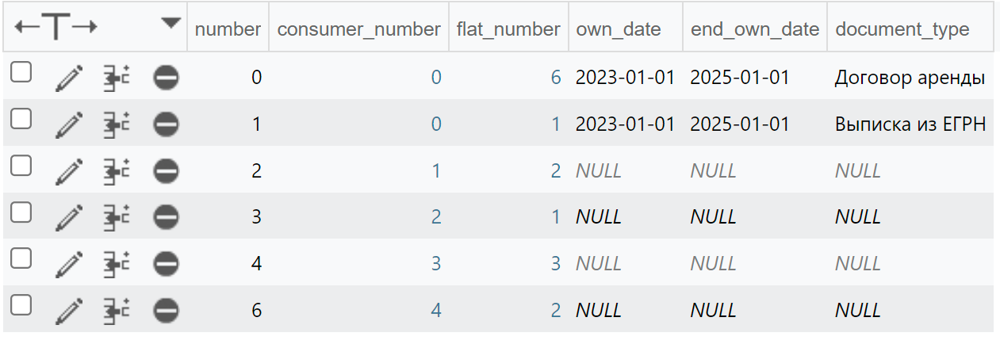 number consumer_number flat_number own_date end_own_date document_type
0 0 6 2023-01-01 2025-01-01 Договор аренды
1 0 1 2023-01-01 2025-01-01 Выписка из ЕГРН
2 1 2 NULL NULL NULL
3 2 1 NULL NULL NULL
4 3 3 NULL NULL NULL
6 4 2 NULL NULL NULL